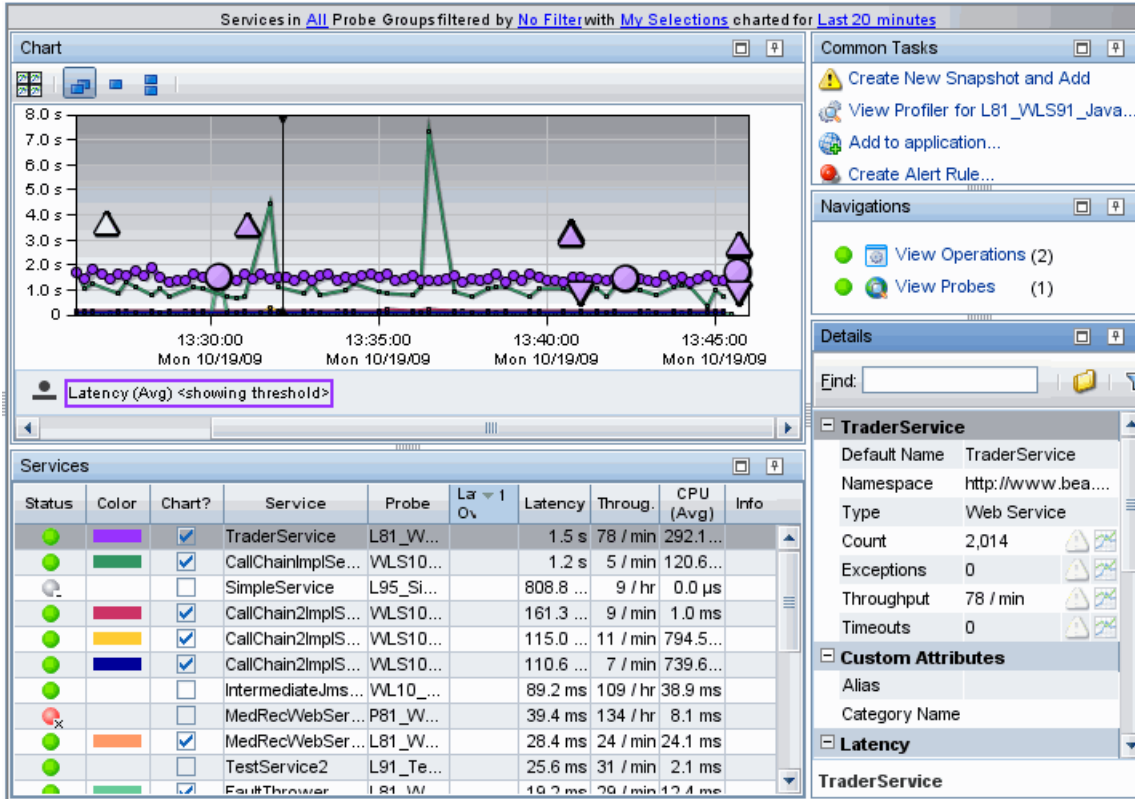 Services in All Probe Groups filtered by No Filter with My Selections charted for Last 20 minutes
Chart
8.0 s
7.0 s
6.0 s
5.0 s
4.0 s
3.0 s
2.0 s
1.0 s
0
13:30:00 13:35:00 13:40:00 13:45:00
Mon 10/19/09 Mon 10/19/09 Mon 10/19/09 Mon 10/19/09
Latency (Avg) <showing threshold>
Services
Status Color Chart? Service Probe 1 Latency Throug. CPU (Avg) Info
TraderService L81_W... 1.5 s 78 / min 292.1...
CallChainImplSe... WLS10... 1.2 s 5 / min 120.6...
SimpleService L95_Si... 808.8 ... 9 / hr 0.0 µs
CallChain2ImplS... WLS10... 161.3 ... 9 / min 1.0 ms
CallChain2ImplS... WLS10... 115.0 ... 11 / min 794.5...
CallChain2ImplS... WLS10... 110.6 ... 7 / min 739.6...
IntermediateJms... WL10_... 89.2 ms 109 / hr 38.9 ms
MedRecWebSer... P81_W... 39.4 ms 134 / hr 8.1 ms
MedRecWebSer... L81_W... 28.4 ms 24 / min 24.1 ms
TestService2 L91_Te... 25.6 ms 31 / min 2.1 ms
FaultThrower L81_W 19.2 ms 29 / min 12.4 ms
Common Tasks
Create New Snapshot and Add
View Profiler for L81_WLS91_Java...
Add to application...
Create Alert Rule...
Navigations
View Operations (2)
View Probes (1)
Details
Find:
TraderService
Default Name TraderService
Namespace http://www.bea....
Type Web Service
Count 2,014
Exceptions 0
Throughput 78 / min
Timeouts 0
Custom Attributes
Alias
Category Name
Latency
TraderService